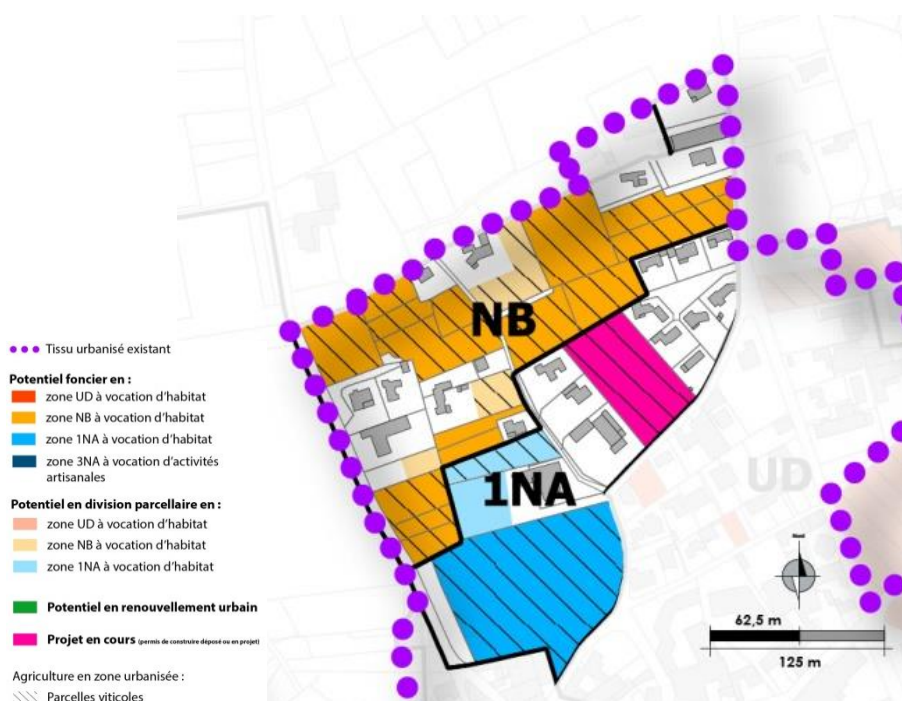 Tissu urbanisé existant
Potentiel foncier en :
zone UD à vocation d'habitat
zone NB à vocation d'habitat
zone 1NA à vocation d'habitat
zone 3NA à vocation d'activités
artisanales
Potentiel en division parcellaire en :
zone UD à vocation d'habitat
zone NB à vocation d'habitat
zone 1NA à vocation d'habitat
Potentiel en renouvellement urbain
Projet en cours (permis de construire déposé ou en projet)
Agriculture en zone urbanisée :
Parcelles viticoles
NB
1NA
UD
Nord
62,5 m
125 m